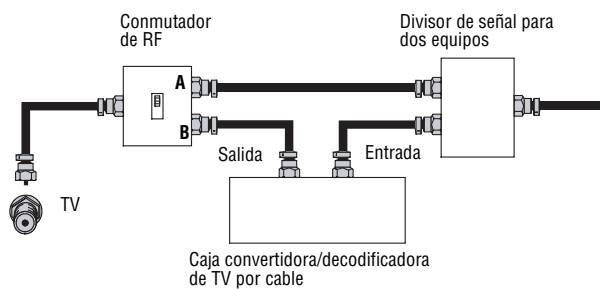 Conmutador
de RF
Divisor de señal para
dos equipos
A
B
Salida
Entrada
TV
Caja convertidora/decodificadora
de TV por cable